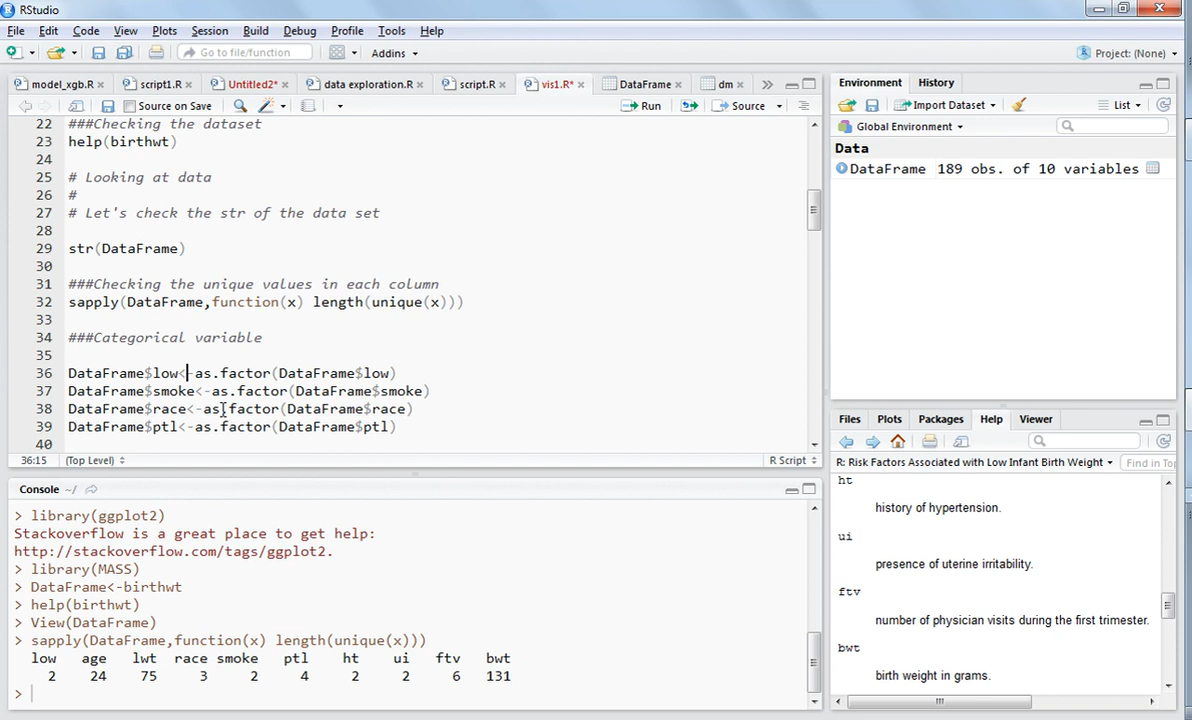 RStudio
File Edit Code View Plots Session Build Debug Profile Tools Help
Go to file/function Addins Project: (None)
model_xgb.R script1.R Untitled2* data exploration.R script.R vis1.R* DataFrame dm
Source on Save Run Source
22 ###Checking the dataset
23 help(birthwt)
24
25 # Looking at data
26 #
27 # Let's check the str of the data set
28
29 str(DataFrame)
30
31 ###Checking the unique values in each column
32 sapply(DataFrame,function(x) length(unique(x)))
33
34 ###Categorical variable
35
36 DataFrame$low<-as.factor(DataFrame$low)
37 DataFrame$smoke<-as.factor(DataFrame$smoke)
38 DataFrame$race<-as.factor(DataFrame$race)
39 DataFrame$ptl<-as.factor(DataFrame$ptl)
40
36:15 (Top Level) R Script
Console ~/
> library(ggplot2)
Stackoverflow is a great place to get help:
http://stackoverflow.com/tags/ggplot2.
> library(MASS)
> DataFrame<-birthwt
> help(birthwt)
> View(DataFrame)
> sapply(DataFrame,function(x) length(unique(x)))
low age lwt race smoke ptl ht ui ftv bwt
2 24 75 3 2 4 2 2 6 131
>
Environment History
Import Dataset List
Global Environment
Data
DataFrame 189 obs. of 10 variables
Files Plots Packages Help Viewer
R: Risk Factors Associated with Low Infant Birth Weight Find in Top
ht
history of hypertension.
ui
presence of uterine irritability.
ftv
number of physician visits during the first trimester.
bwt
birth weight in grams.